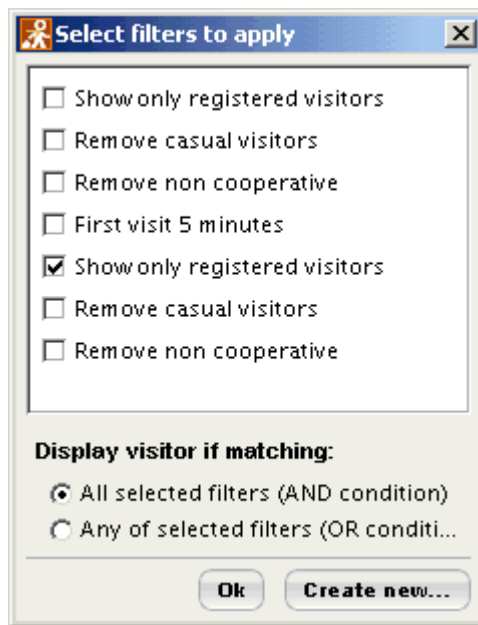 Select filters to apply
Show only registered visitors
Remove casual visitors
Remove non cooperative
First visit 5 minutes
Show only registered visitors
Remove casual visitors
Remove non cooperative
Display visitor if matching:
All selected filters (AND condition)
Any of selected filters (OR conditi...
Ok Create new...